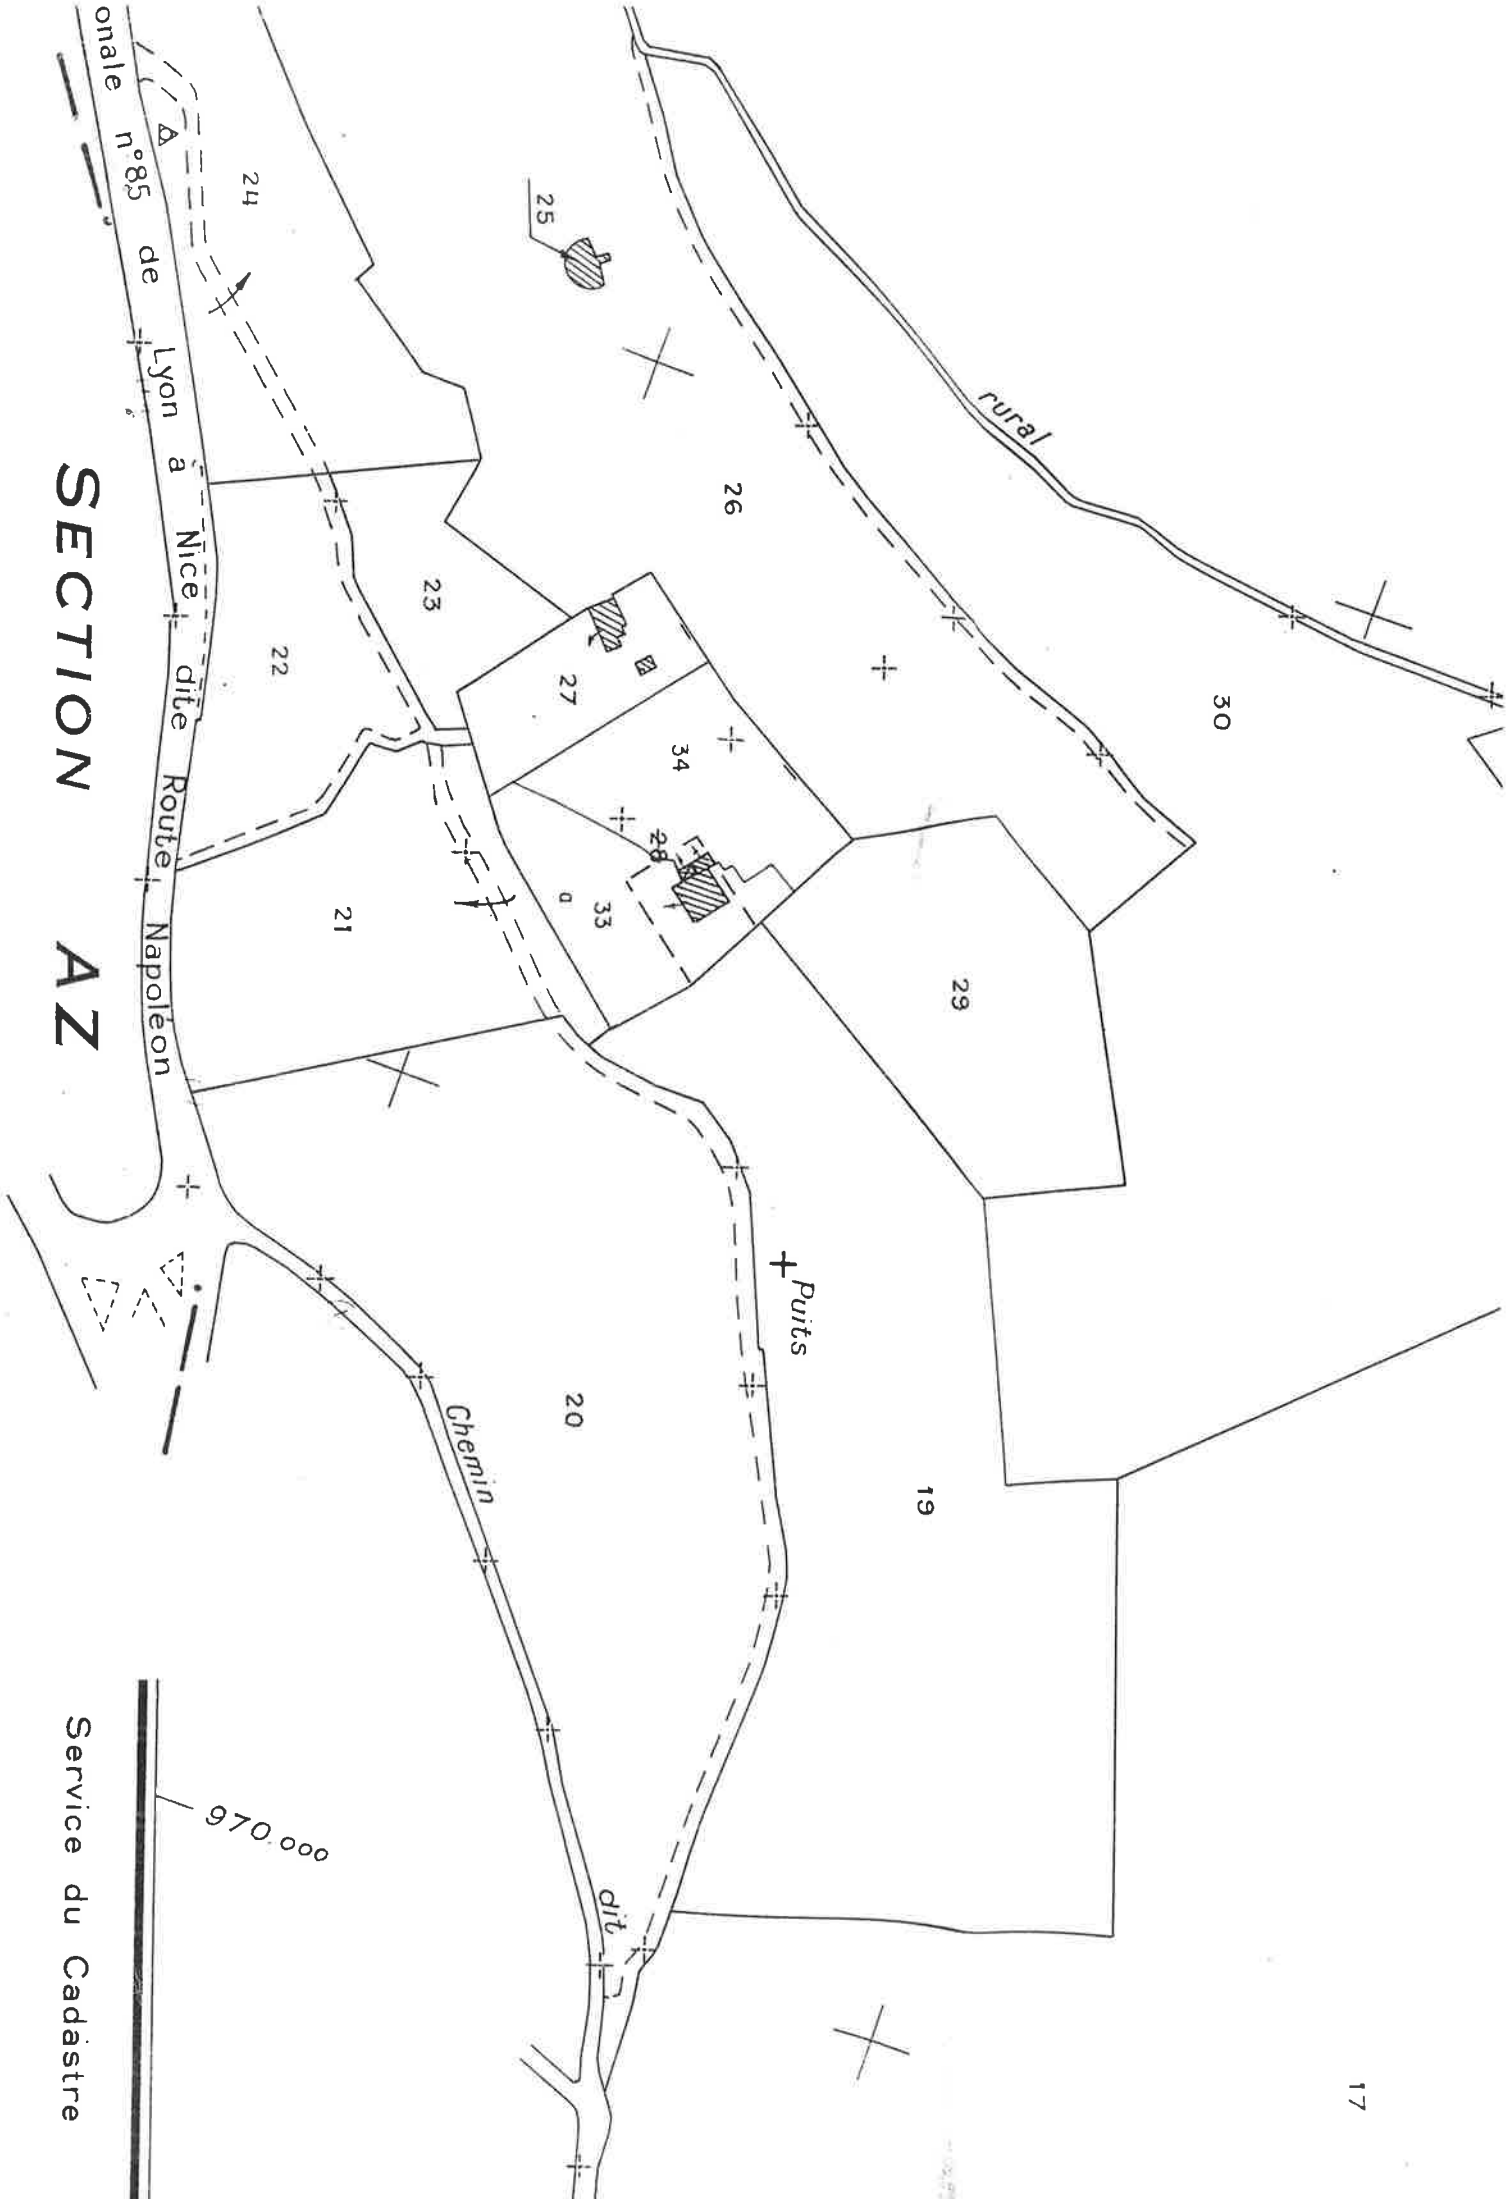 rural
30
17
26
25
29
19
34
28
33
a
27
Puits
24
23
22
21
20
Chemin
dit
onale n°85 de Lyon à Nice dite Route Napoléon
970.000
SECTION AZ
Service du Cadastre